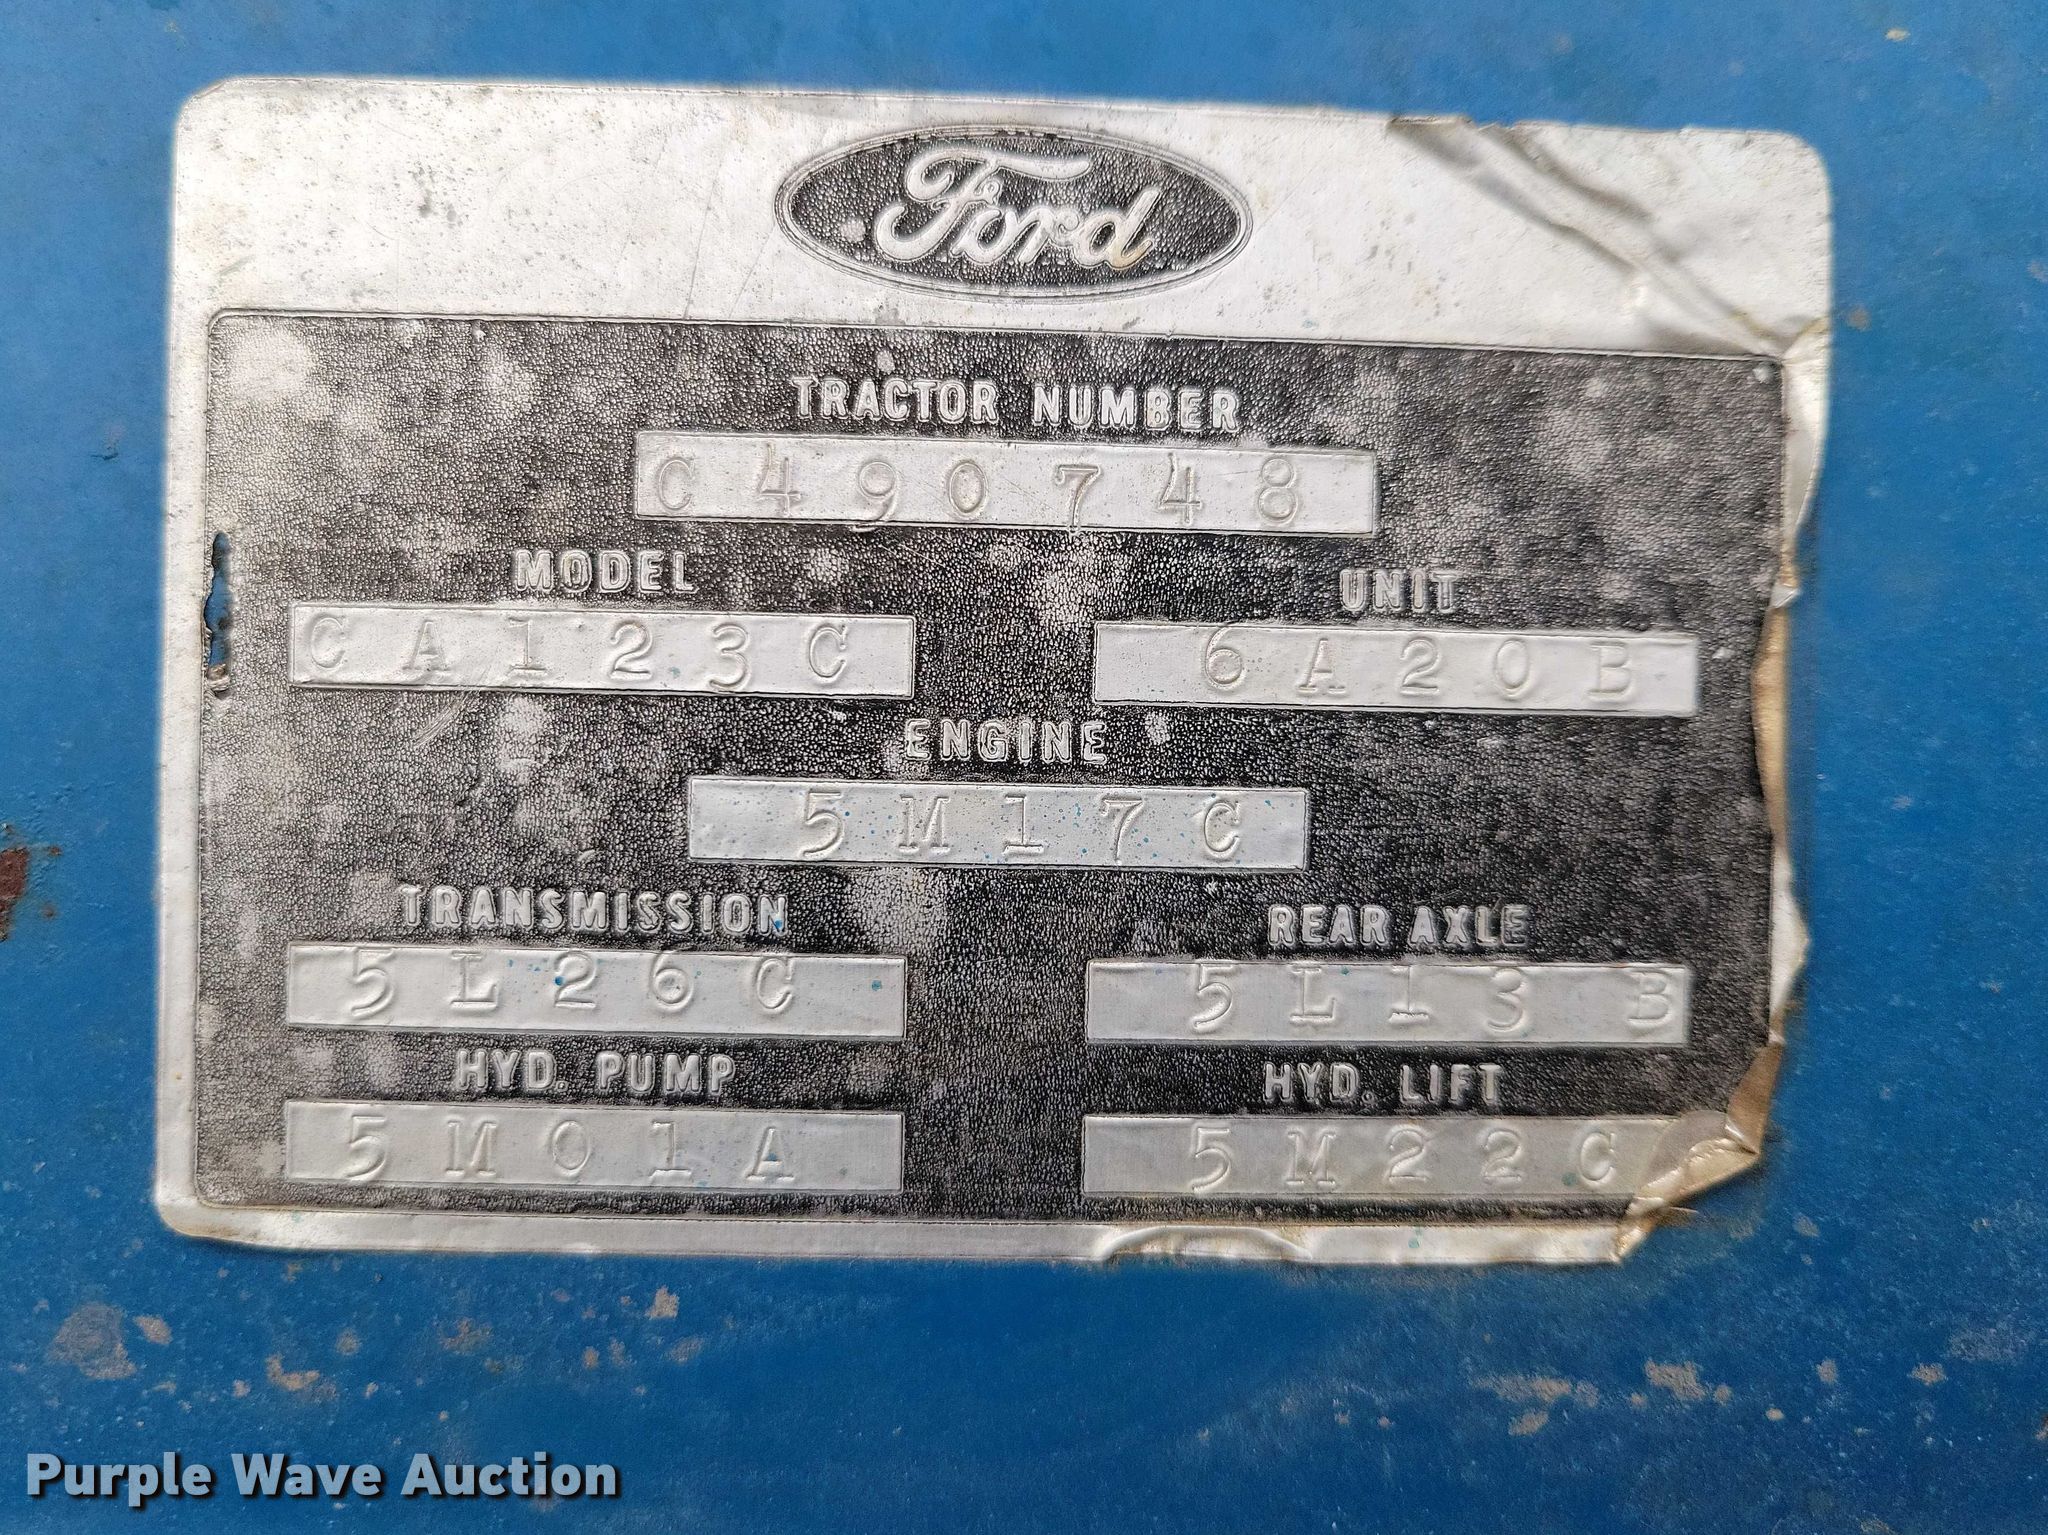 Ford
TRACTOR NUMBER
C490748
MODEL UNIT
CA123C 6A20B
ENGINE
5M17C
TRANSMISSION REAR AXLE
5L26C 5L13B
HYD. PUMP HYD. LIFT
5M01A 5M22C
Purple Wave Auction